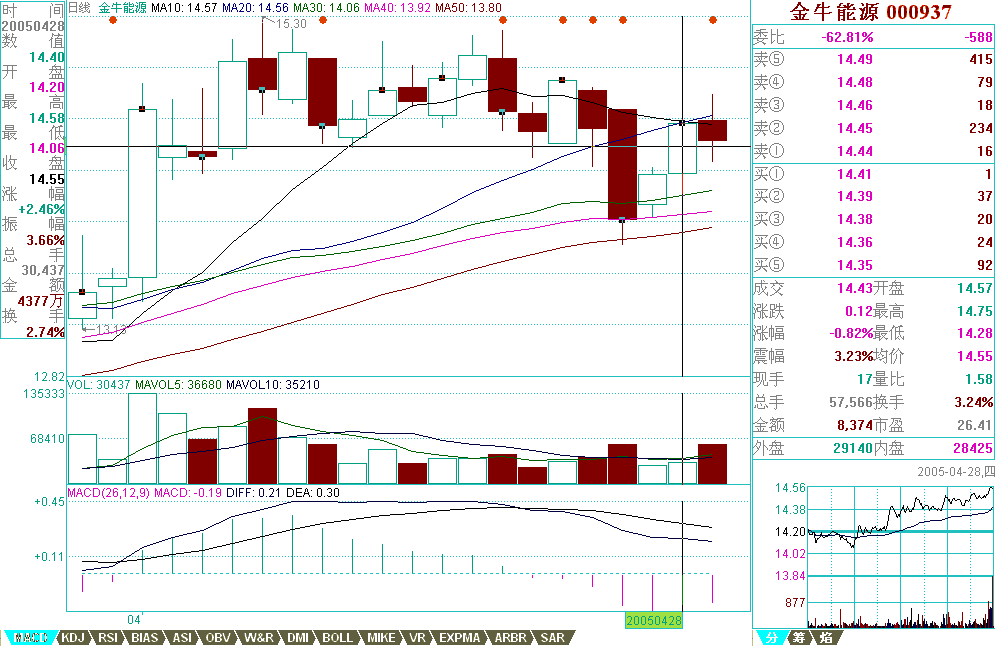 时 间
20050428
数 值
14.40
开 盘
14.20
最 高
14.58
最 低
14.06
收 盘
14.55
涨 幅
+2.46%
振 幅
3.66%
总 手
30,437
金 额
4377万
换 手
2.74%
日线 金牛能源 MA10: 14.57 MA20: 14.56 MA30: 14.06 MA40: 13.92 MA50: 13.80
15.30
13.13
12.82
VOL: 30437 MAVOL5: 36680 MAVOL10: 35210
135333
68410
MACD(26,12,9) MACD: -0.19 DIFF: 0.21 DEA: 0.30
+0.45
+0.11
04
20050428
MACD KDJ RSI BIAS ASI OBV W&R DMI BOLL MIKE VR EXPMA ARBR SAR
金牛能源 000937
委比 -62.81% -588
卖⑤ 14.49 415
卖④ 14.48 79
卖③ 14.46 18
卖② 14.45 234
卖① 14.44 16
买① 14.41 1
买② 14.39 37
买③ 14.38 20
买④ 14.36 24
买⑤ 14.35 92
成交 14.43 开盘 14.57
涨跌 0.12 最高 14.75
涨幅 -0.82% 最低 14.28
震幅 3.23% 均价 14.55
现手 17 量比 1.58
总手 57,566 换手 3.24%
金额 8,374 市盈 26.41
外盘 29140 内盘 28425
2005-04-28,四
14.56
14.38
14.20
14.02
13.84
877
分 筹 焰